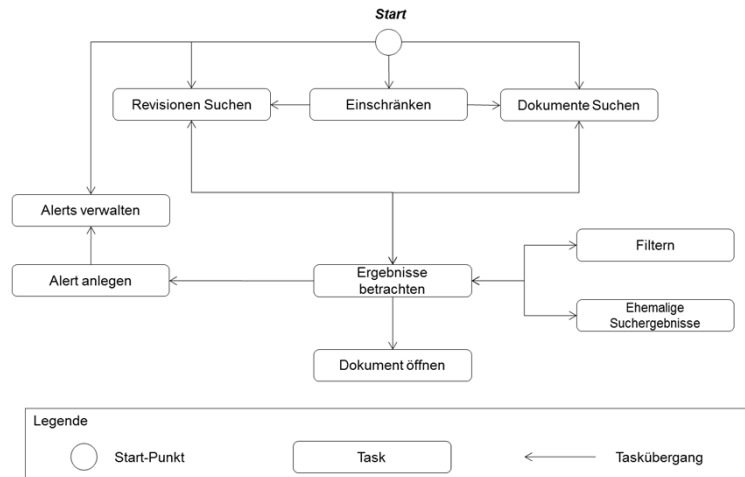 Start
Revisionen Suchen
Einschränken
Dokumente Suchen
Alerts verwalten
Filtern
Alert anlegen
Ergebnisse
betrachten
Ehemalige
Suchergebnisse
Dokument öffnen
Legende
Start-Punkt
Task
Taskübergang